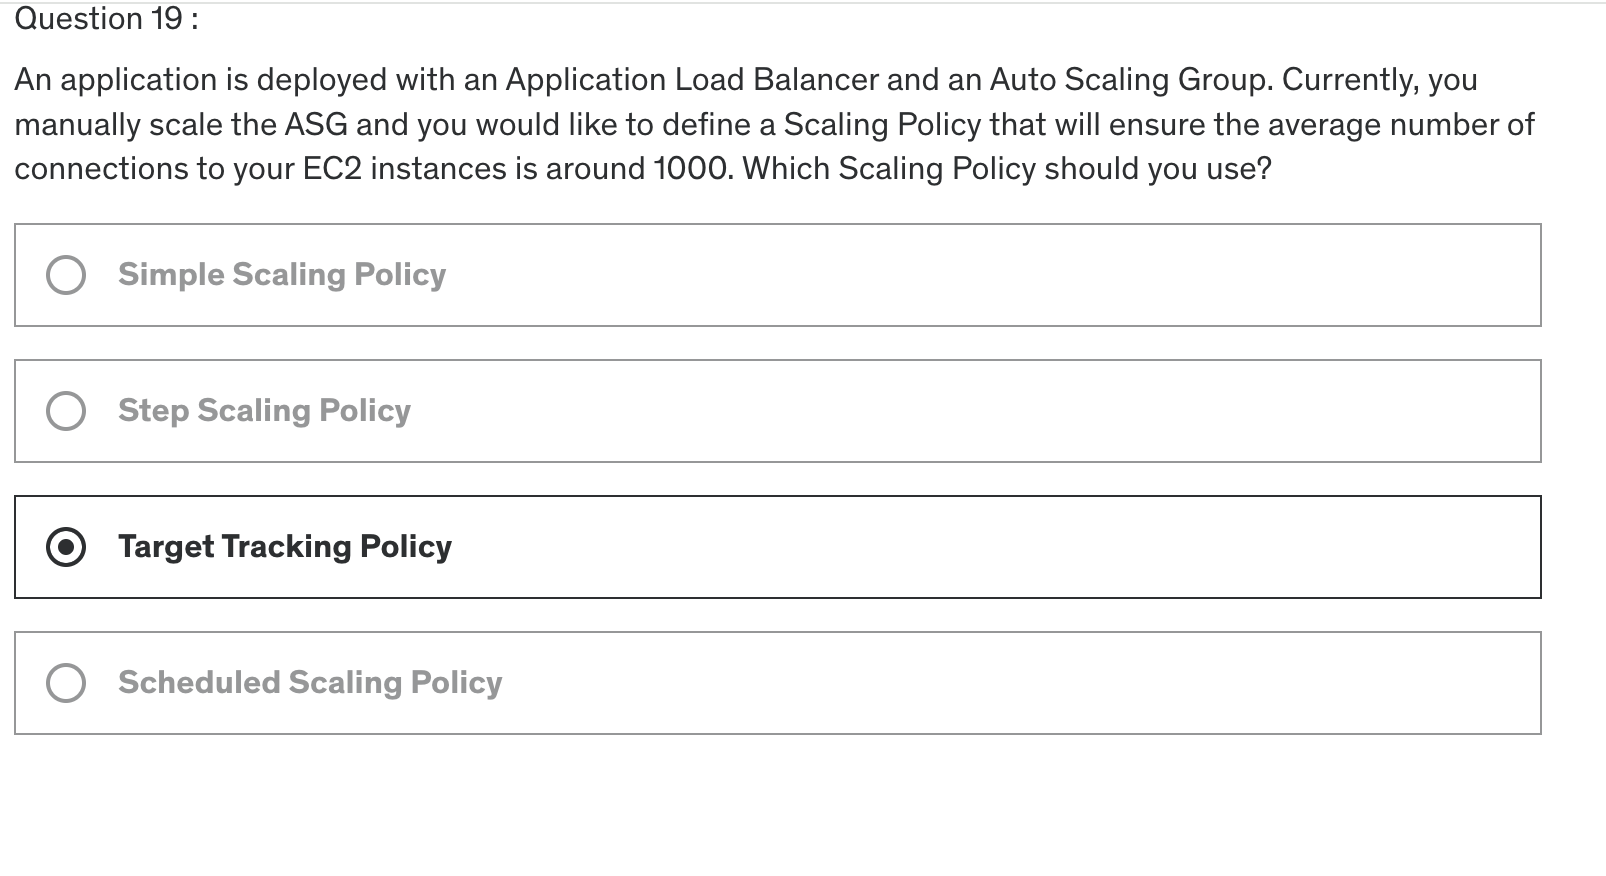 Question 19 :
An application is deployed with an Application Load Balancer and an Auto Scaling Group. Currently, you
manually scale the ASG and you would like to define a Scaling Policy that will ensure the average number of
connections to your EC2 instances is around 1000. Which Scaling Policy should you use?
Simple Scaling Policy
Step Scaling Policy
Target Tracking Policy
Scheduled Scaling Policy